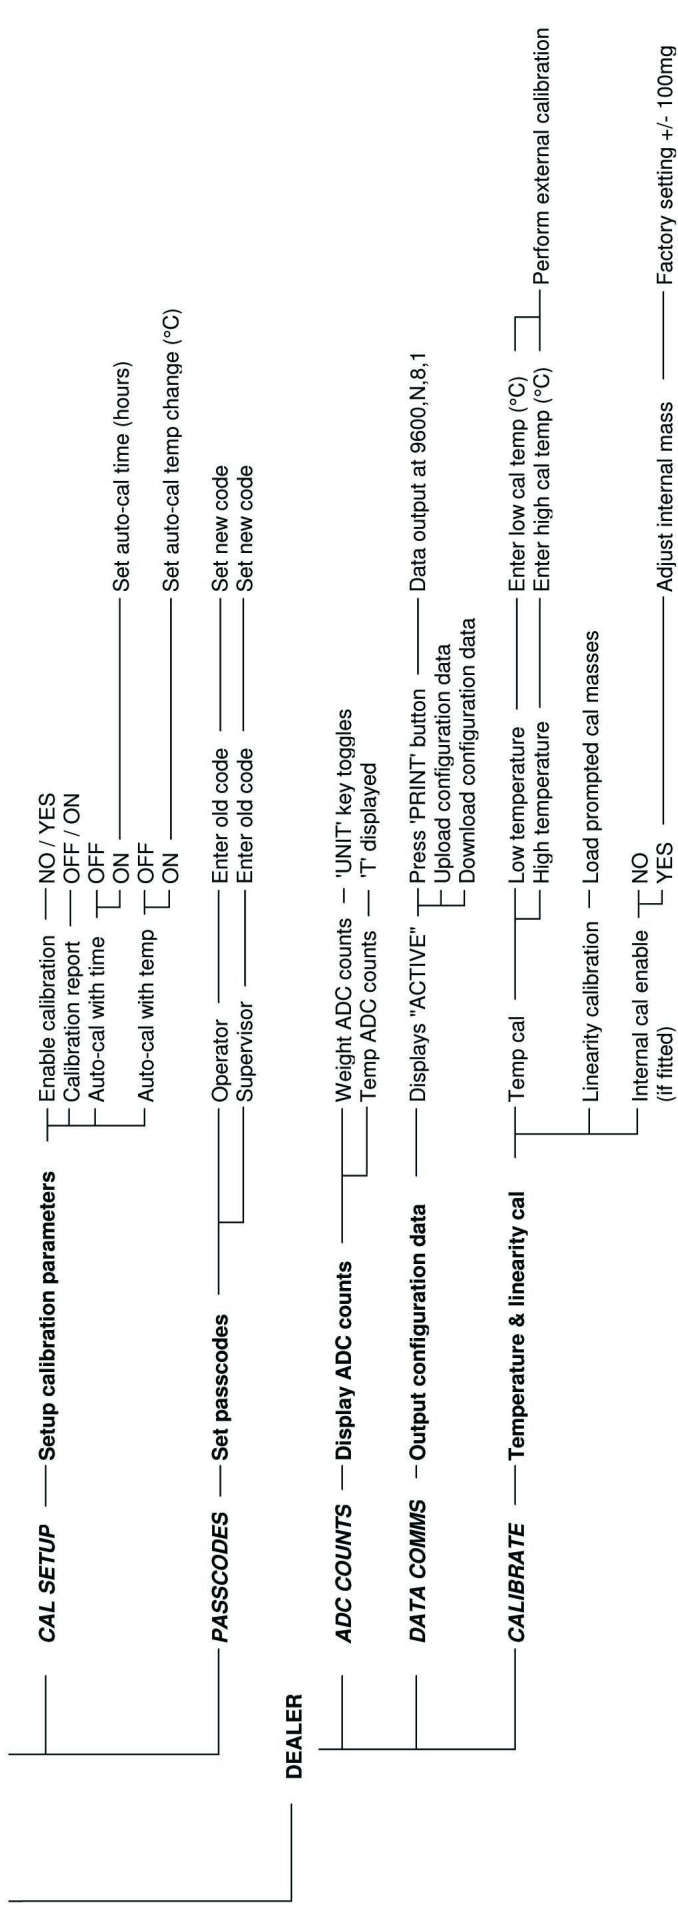 CAL SETUP Setup calibration parameters Enable calibration NO / YES
Calibration report OFF / ON
Auto-cal with time OFF
ON Set auto-cal time (hours)
Auto-cal with temp OFF
ON Set auto-cal temp change (°C)
PASSCODES Set passcodes Operator Enter old code Set new code
Supervisor Enter old code Set new code
DEALER
ADC COUNTS Display ADC counts Weight ADC counts 'UNIT' key toggles
Temp ADC counts 'T' displayed
DATA COMMS Output configuration data Displays "ACTIVE" Press 'PRINT' button Data output at 9600,N,8,1
Upload configuration data
Download configuration data
CALIBRATE Temperature & linearity cal Temp cal Low temperature Enter low cal temp (°C)
High temperature Enter high cal temp (°C) Perform external calibration
Linearity calibration Load prompted cal masses
Internal cal enable NO
(if fitted) YES Adjust internal mass Factory setting +/- 100mg